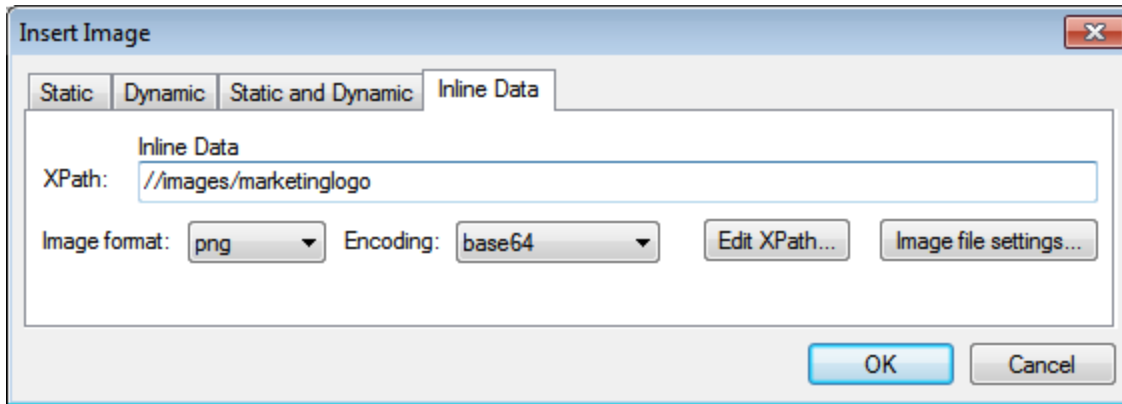 Insert Image
Static Dynamic Static and Dynamic Inline Data
Inline Data
XPath: //images/marketinglogo
Image format: png Encoding: base64 Edit XPath... Image file settings...
OK Cancel